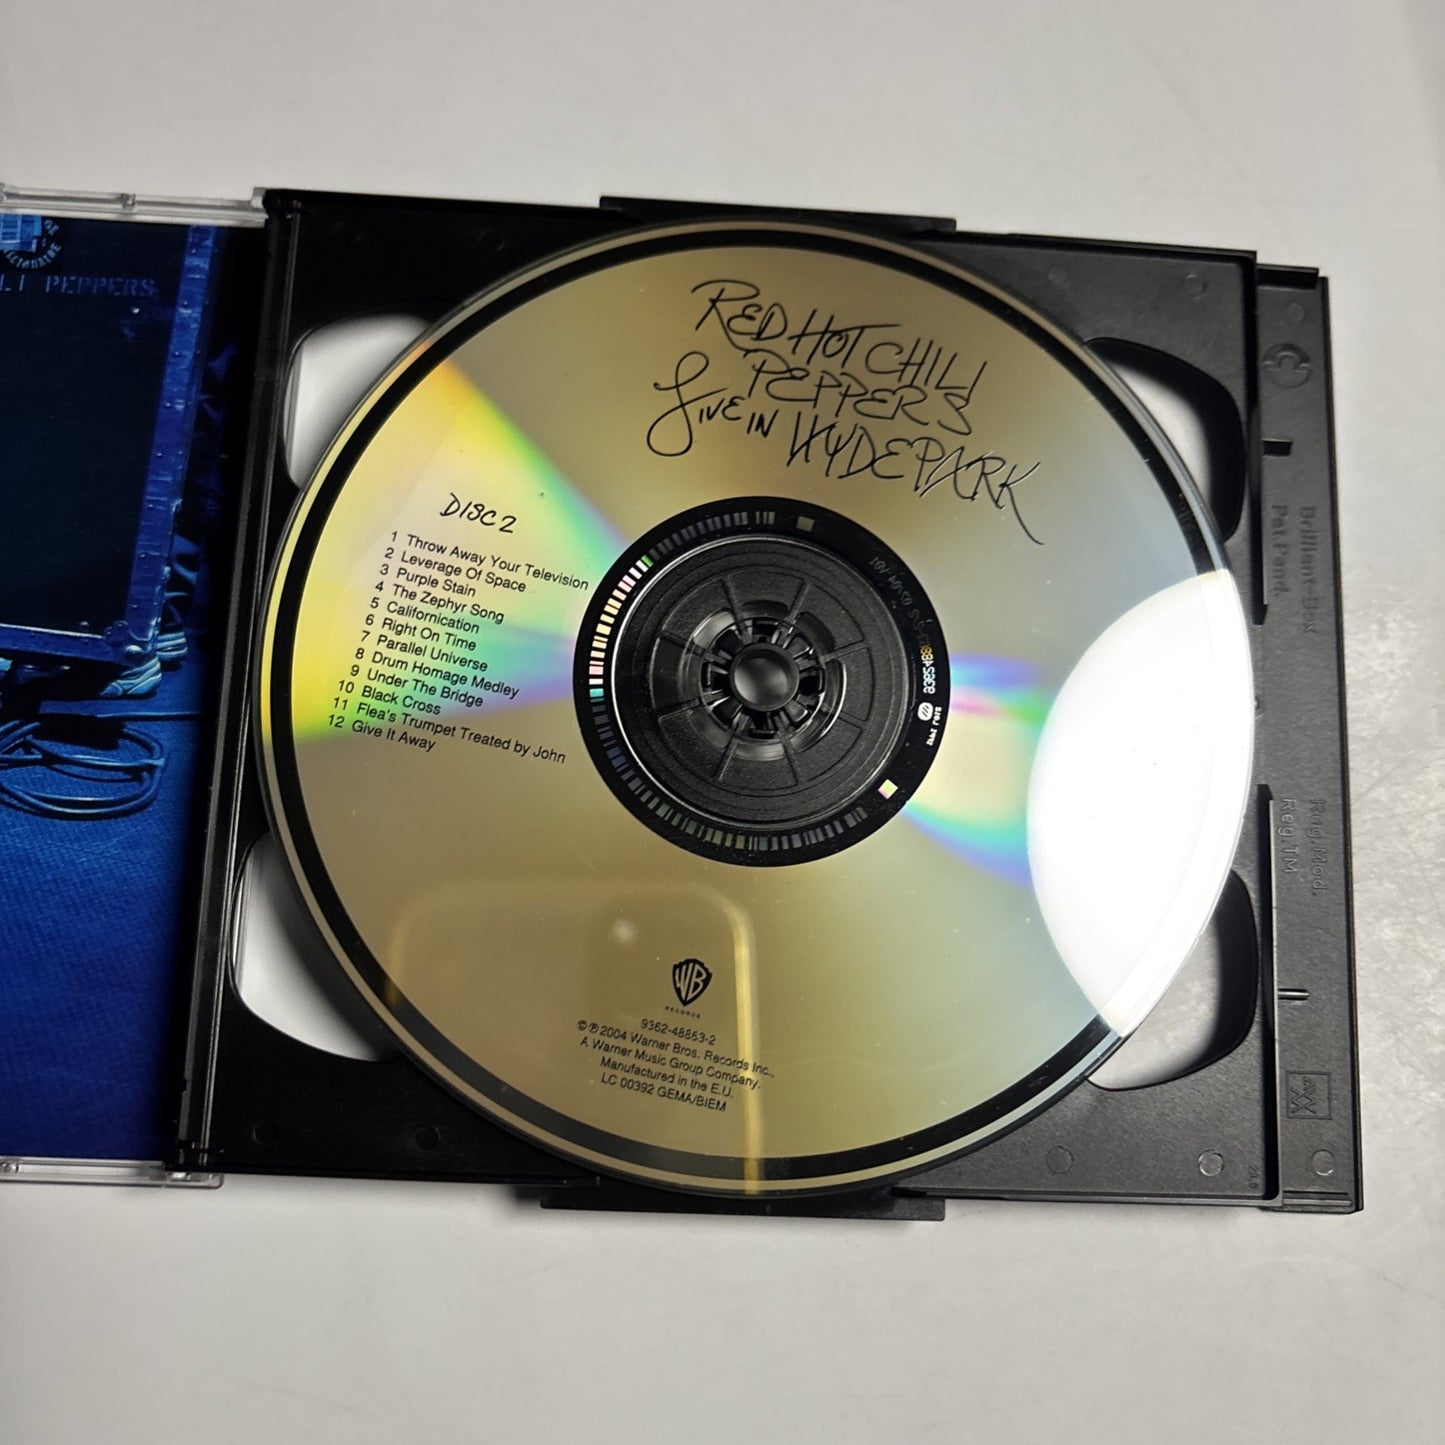 LI PEPPERS
RED HOT CHILI
PEPPERS
LIVE IN HYDE PARK
DISC 2
1 Throw Away Your Television
2 Leverage Of Space
3 Purple Stain
4 The Zephyr Song
5 Californication
6 Right On Time
7 Parallel Universe
8 Drum Homage Medley
9 Under The Bridge
10 Black Cross
11 Flea's Trumpet Treated by John
12 Give It Away
WB
RECORDS
9362-48863-2
©℗2004 Warner Bros. Records Inc.,
A Warner Music Group Company.
Manufactured in the E.U.
LC 00392 GEMA/BIEM
Brilliant-Box
Pat.Pend.
Reg.Mod.
Reg.TM